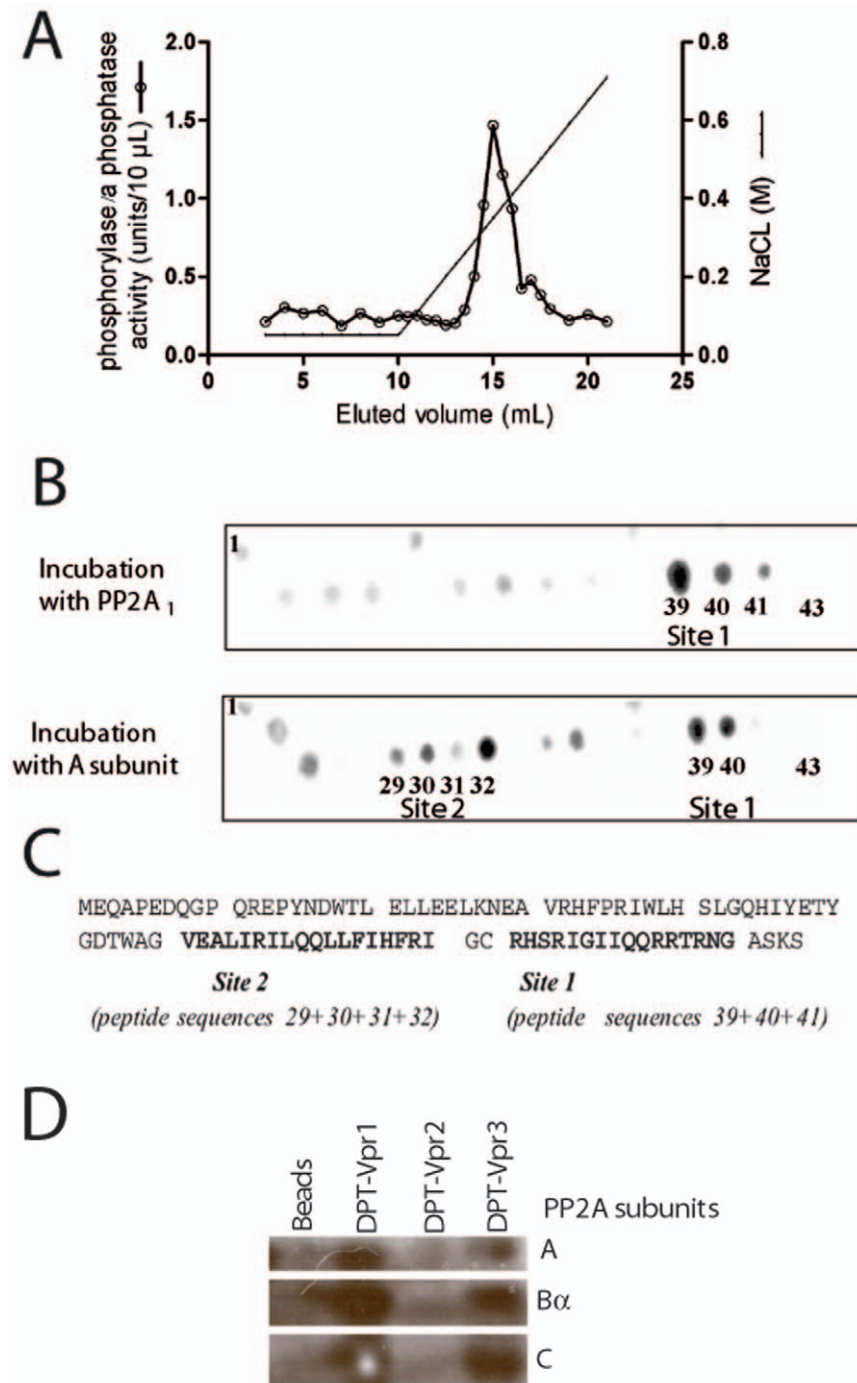 A
phosphorylase/a phosphatase
activity (units/10 µL)
2.0
1.5
1.0
0.5
0.0
0.8
0.6
0.4
0.2
0.0
NaCL (M)
0 5 10 15 20 25
Eluted volume (mL)
B
Incubation
with PP2A 1
1
39 40 41 43
Site 1
Incubation
with A subunit
1
29 30 31 32 39 40 43
Site 2 Site 1
C
MEQAPEDQGP QREPYNDWTL ELLEELKNEA VRHFPRIWLH SLGQHIYETY
GDTWAG VEALIRILQQLLFIHFRI GC RHSRIGIIQQRRTRNG ASKS
Site 2 Site 1
(peptide sequences 29+30+31+32) (peptide sequences 39+40+41)
D
Beads
DPT-Vpr1
DPT-Vpr2
DPT-Vpr3
PP2A subunits
A
Bα
C